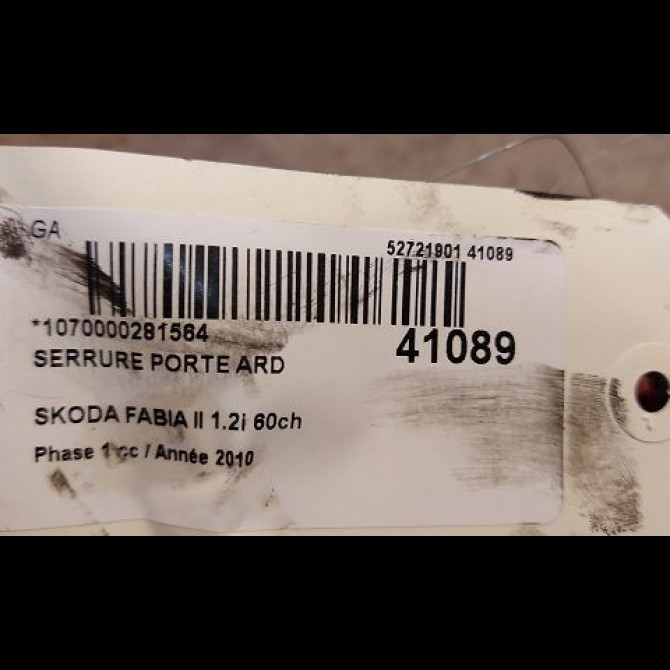 GA
52721901 41089
*1070000281564
41089
SERRURE PORTE ARD
SKODA FABIA II 1.2i 60ch
Phase 1 cc / Année 2010